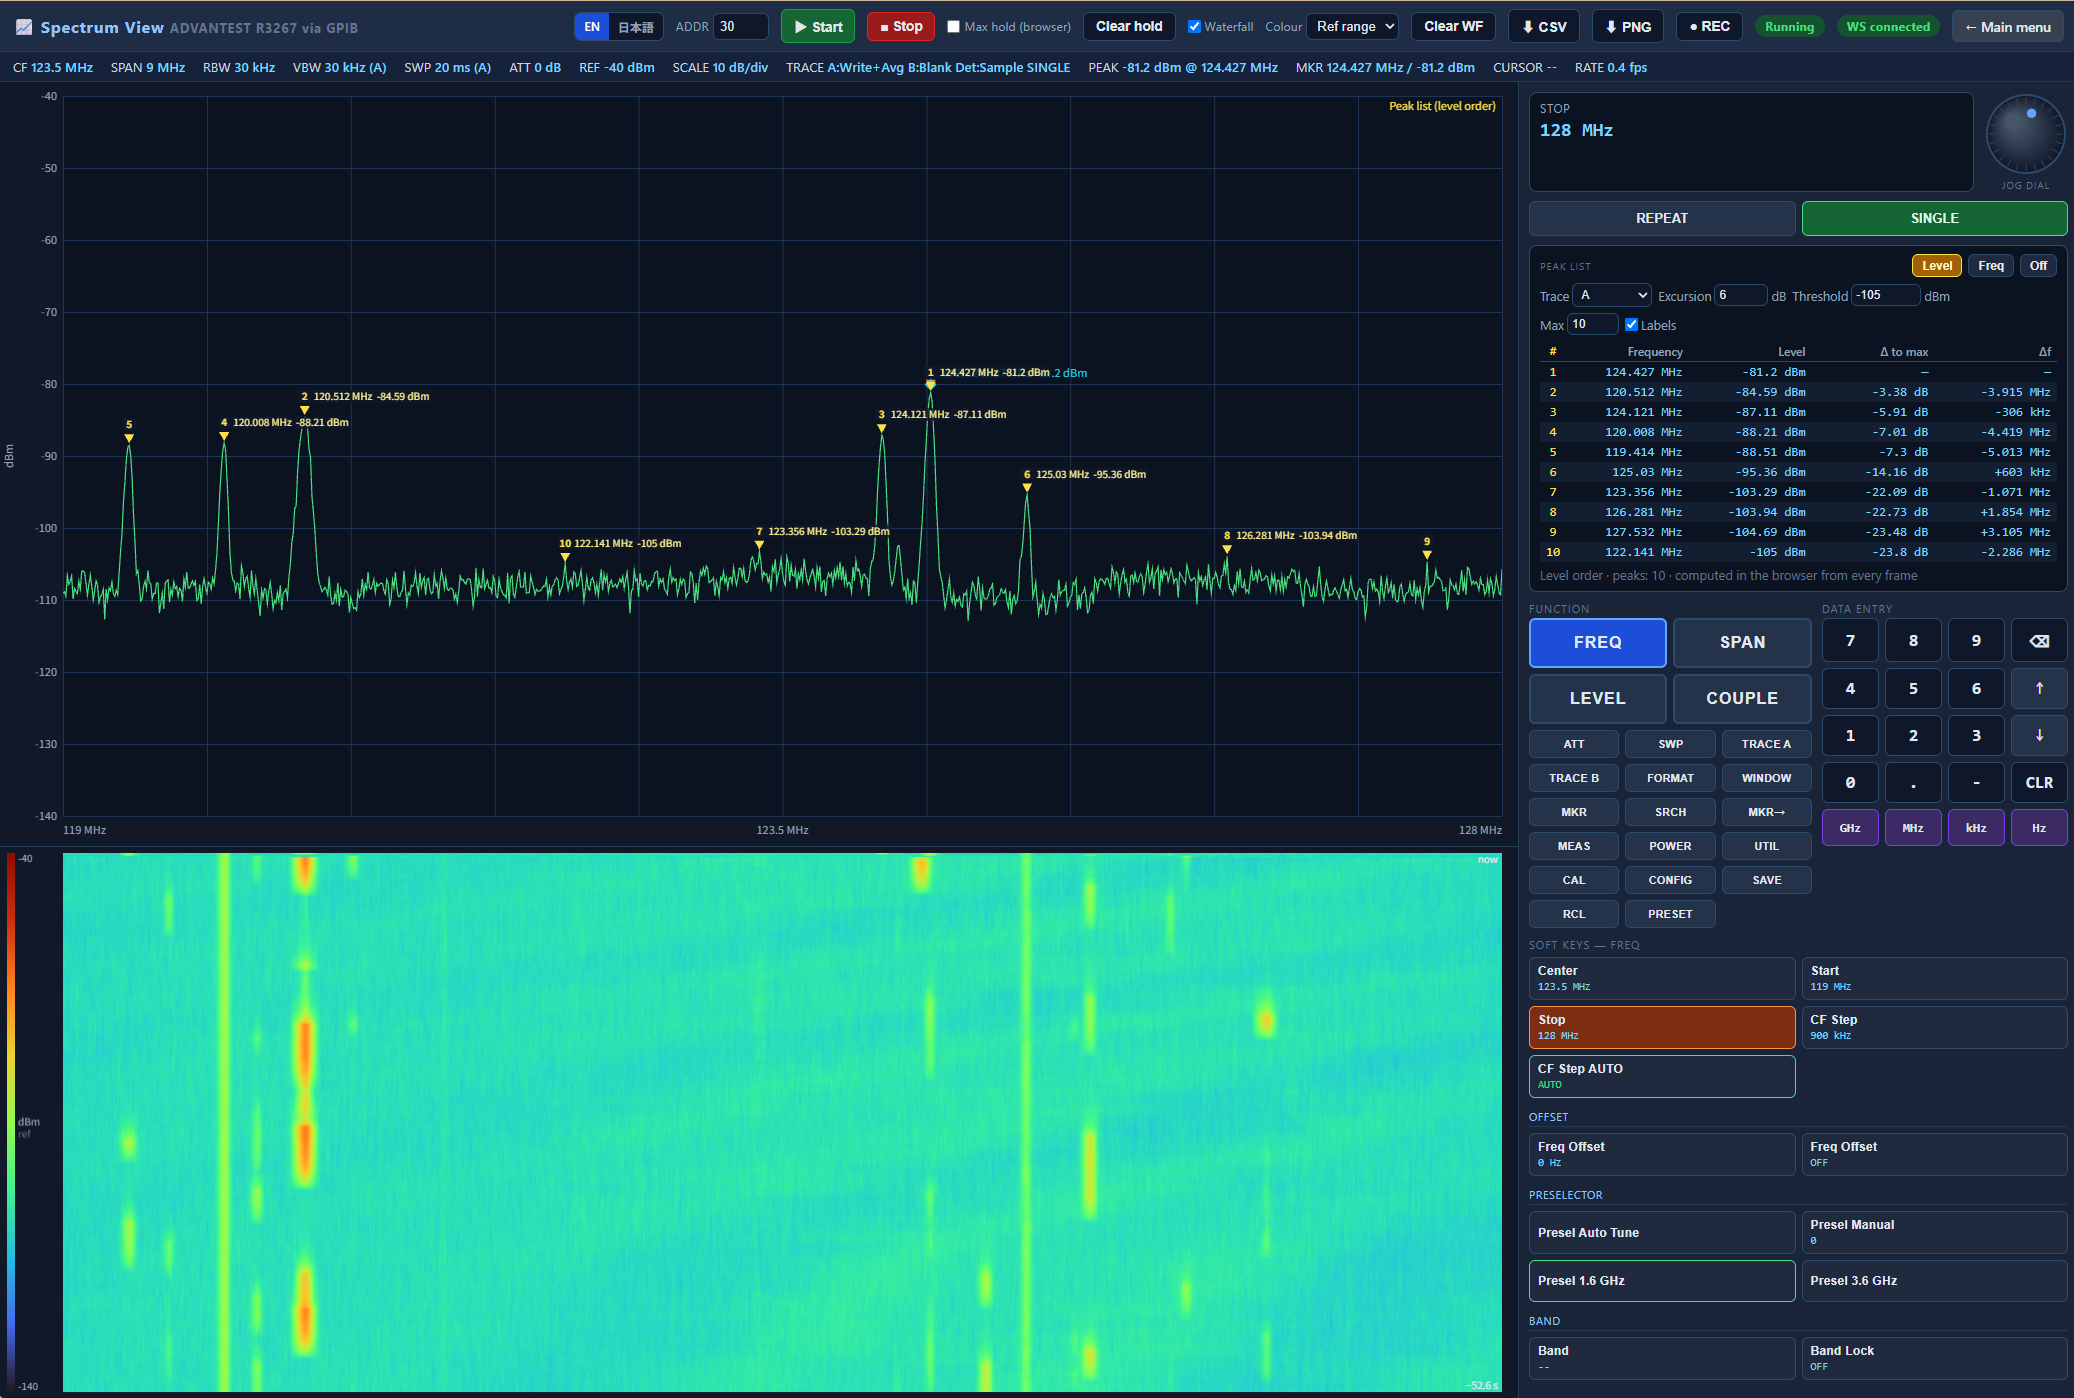 Spectrum View ADVANTEST R3267 via GPIB EN 日本語 ADDR 30 ▶ Start ■ Stop Max hold (browser) Clear hold Waterfall Colour Ref range Clear WF ⬇ CSV ⬇ PNG ● REC Running WS connected ← Main menu
CF 123.5 MHz SPAN 9 MHz RBW 30 kHz VBW 30 kHz (A) SWP 20 ms (A) ATT 0 dB REF -40 dBm SCALE 10 dB/div TRACE A:Write+Avg B:Blank Det:Sample SINGLE PEAK -81.2 dBm @ 124.427 MHz MKR 124.427 MHz / -81.2 dBm CURSOR -- RATE 0.4 fps
-40
Peak list (level order)
-50
-60
-70
1 124.427 MHz -81.2 dBm .2 dBm
-80
2 120.512 MHz -84.59 dBm
3 124.121 MHz -87.11 dBm
5
4 120.008 MHz -88.21 dBm
dBm
-90
6 125.03 MHz -95.36 dBm
-100
7 123.356 MHz -103.29 dBm
8 126.281 MHz -103.94 dBm
9
10 122.141 MHz -105 dBm
-110
-120
-130
-140
119 MHz 123.5 MHz 128 MHz
-40
now
dBm
ref
-140
−52.6 s
STOP
128 MHz
JOG DIAL
REPEAT SINGLE
PEAK LIST Level Freq Off
Trace A Excursion 6 dB Threshold -105 dBm
Max 10 Labels
# Frequency Level Δ to max Δf
1 124.427 MHz -81.2 dBm — —
2 120.512 MHz -84.59 dBm -3.38 dB -3.915 MHz
3 124.121 MHz -87.11 dBm -5.91 dB -306 kHz
4 120.008 MHz -88.21 dBm -7.01 dB -4.419 MHz
5 119.414 MHz -88.51 dBm -7.3 dB -5.013 MHz
6 125.03 MHz -95.36 dBm -14.16 dB +603 kHz
7 123.356 MHz -103.29 dBm -22.09 dB -1.071 MHz
8 126.281 MHz -103.94 dBm -22.73 dB +1.854 MHz
9 127.532 MHz -104.69 dBm -23.48 dB +3.105 MHz
10 122.141 MHz -105 dBm -23.8 dB -2.286 MHz
Level order · peaks: 10 · computed in the browser from every frame
FUNCTION
FREQ SPAN
LEVEL COUPLE
ATT SWP TRACE A
TRACE B FORMAT WINDOW
MKR SRCH MKR→
MEAS POWER UTIL
CAL CONFIG SAVE
RCL PRESET
DATA ENTRY
7 8 9 ⌫
4 5 6 ↑
1 2 3 ↓
0 . - CLR
GHz MHz kHz Hz
SOFT KEYS — FREQ
Center
123.5 MHz
Start
119 MHz
Stop
128 MHz
CF Step
900 kHz
CF Step AUTO
AUTO
OFFSET
Freq Offset
0 Hz
Freq Offset
OFF
PRESELECTOR
Presel Auto Tune
Presel Manual
0
Presel 1.6 GHz
Presel 3.6 GHz
BAND
Band
--
Band Lock
OFF